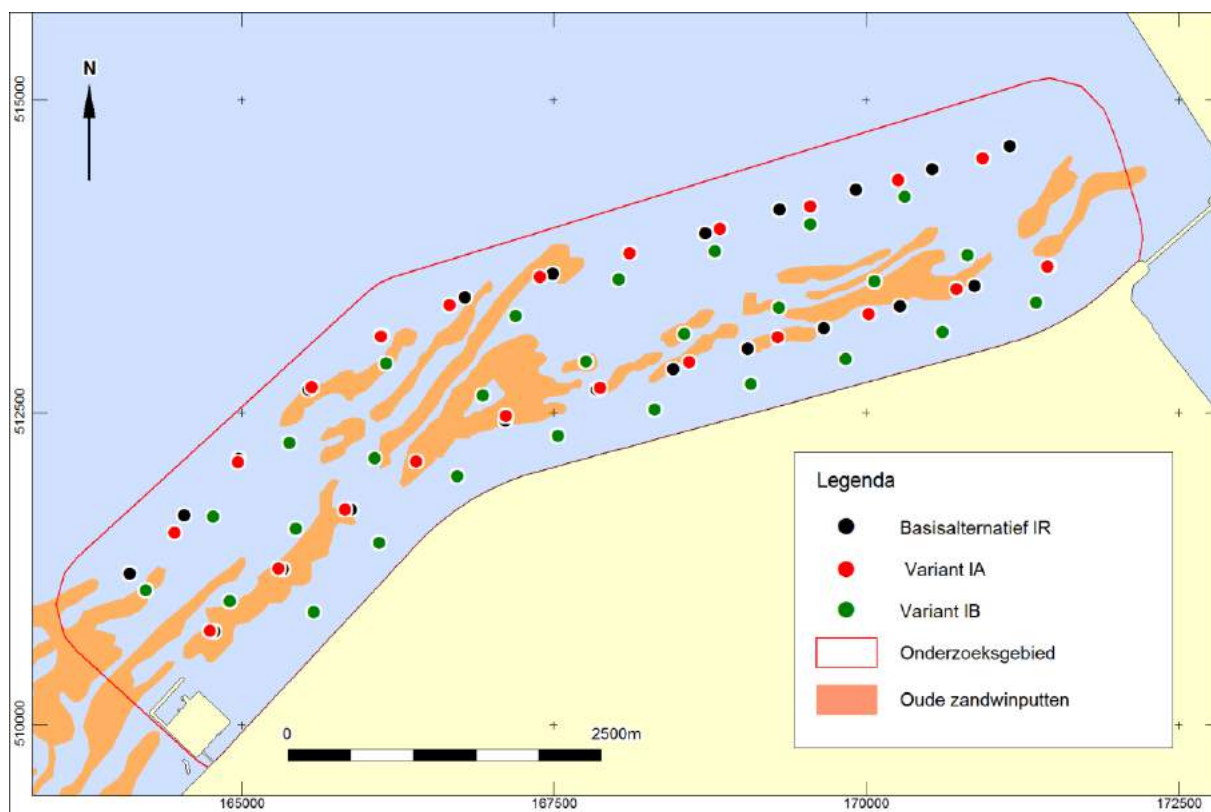 N
515000
512500
510000
Legenda
Basisalternatief IR
Variant IA
Variant IB
Onderzoeksgebied
Oude zandwinputten
0 2500m
165000 167500 170000 172500